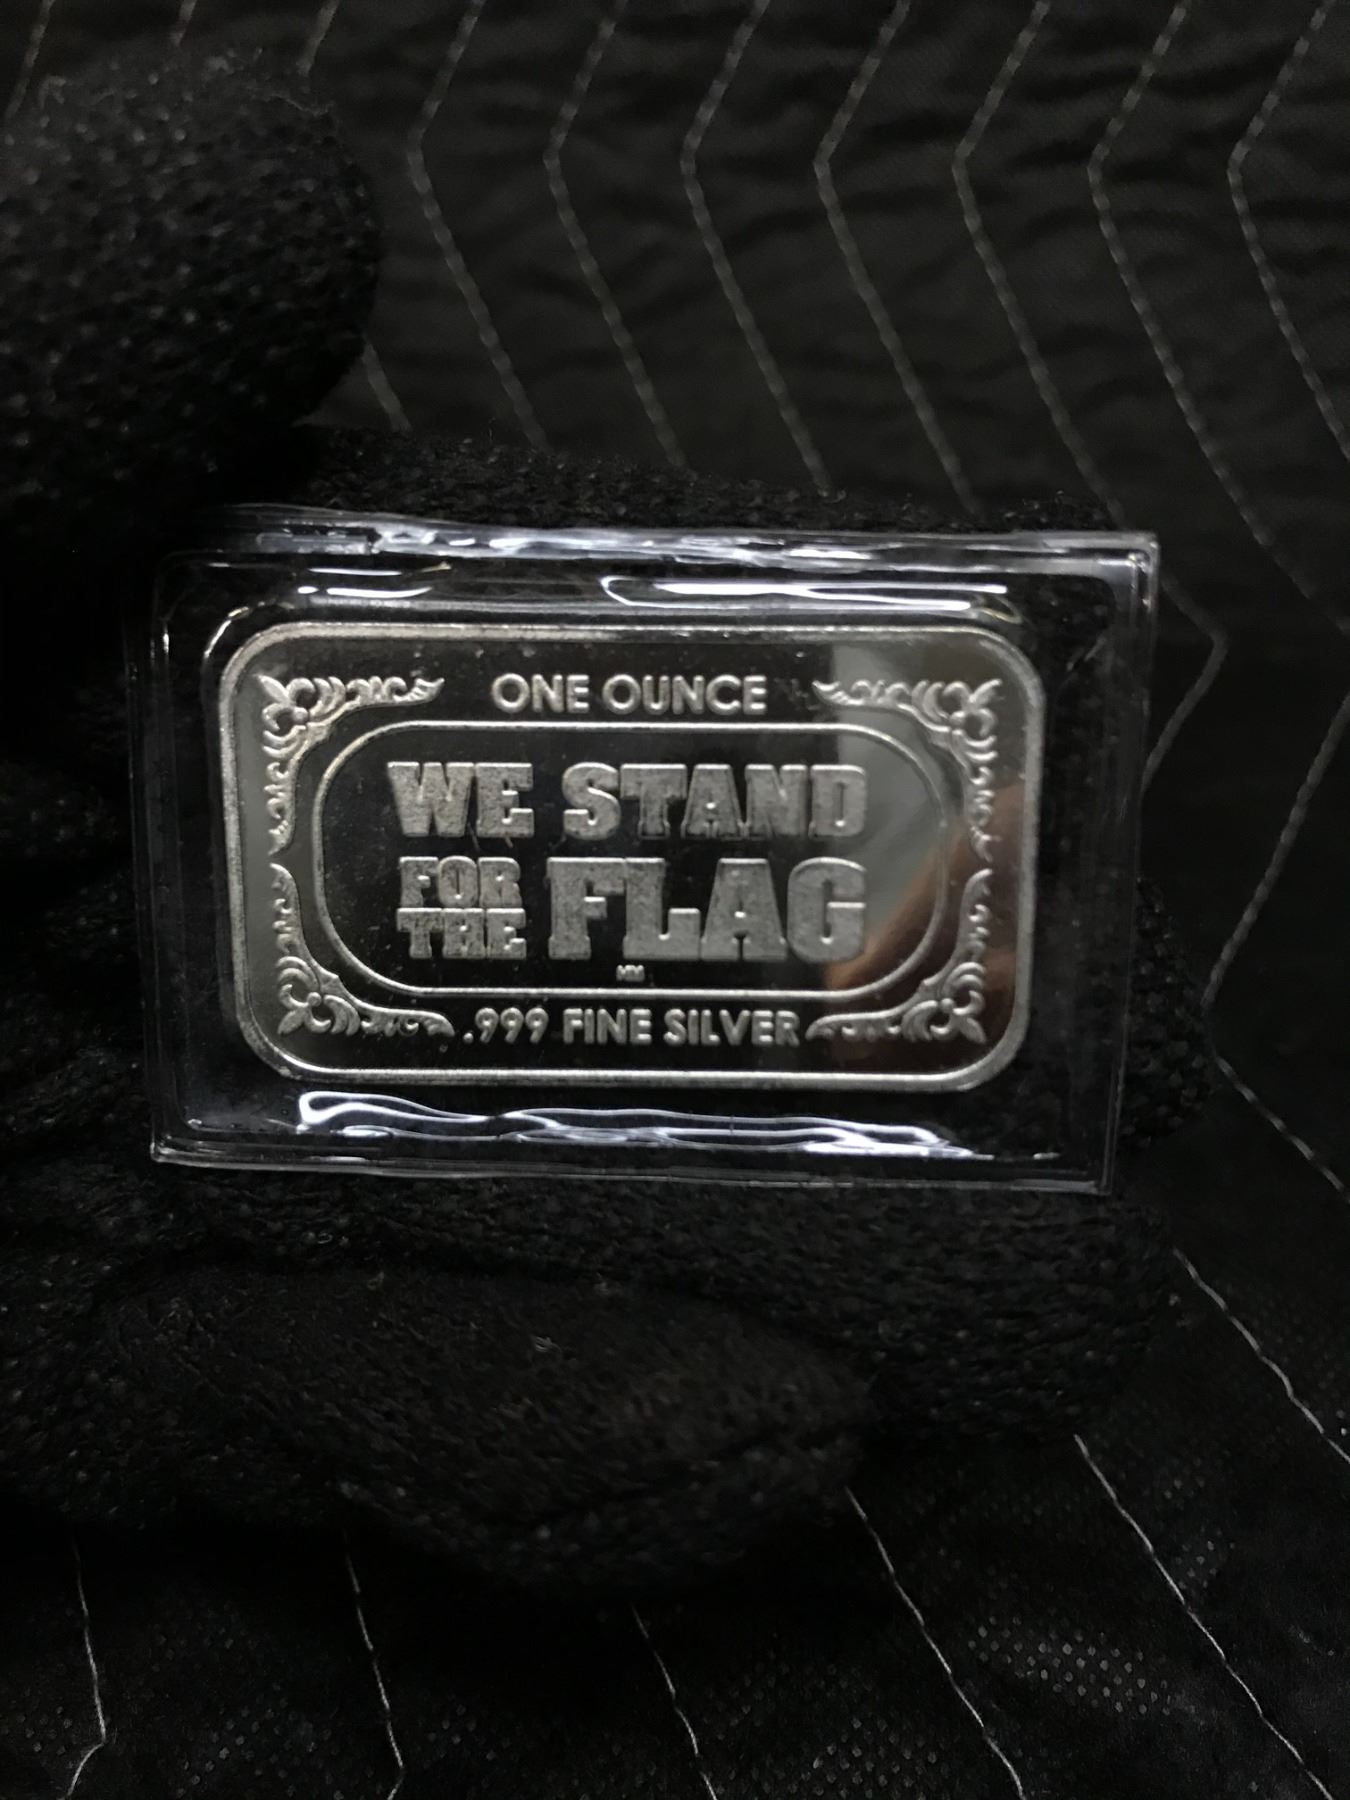 ONE OUNCE
WE STAND
FOR THE FLAG
.999 FINE SILVER